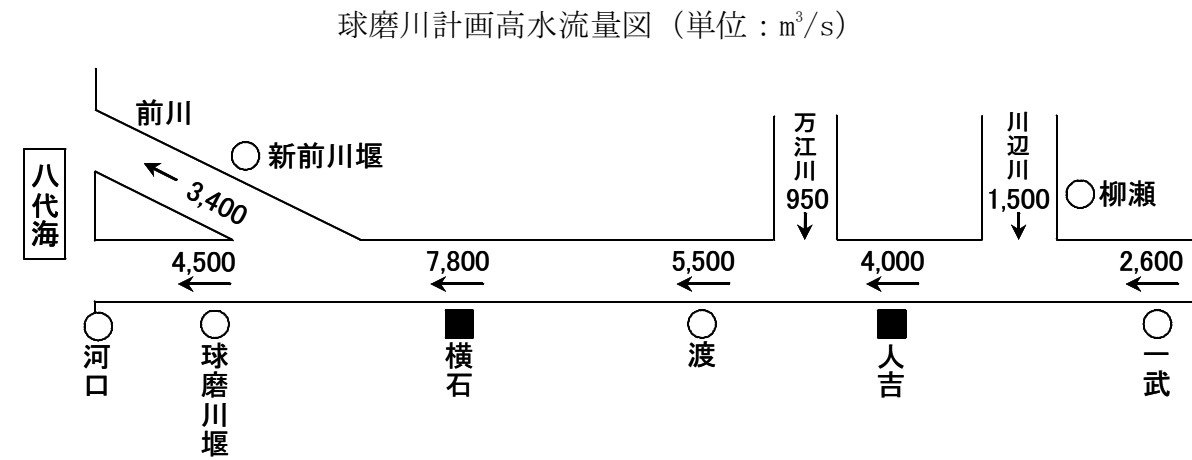 球磨川計画高水流量図（単位：m³/s）
前川
新前川堰
八代海
3,400
万江川
950
川辺川
1,500
柳瀬
4,500
7,800
5,500
4,000
2,600
河口
球磨川堰
横石
渡
人吉
一武